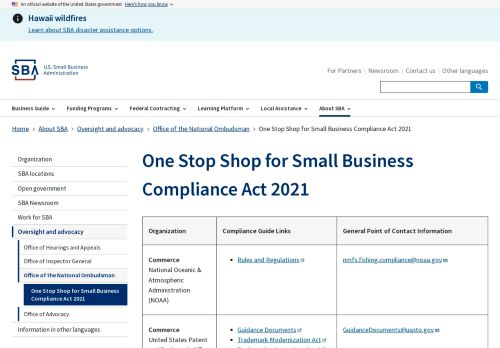 An official website of the United States government Here's how you know
Hawaii wildfires
Learn about SBA disaster assistance options.
SBA U.S. Small Business
Administration
For Partners | Newsroom | Contact us | Other languages
Business Guide Funding Programs Federal Contracting Learning Platform Local Assistance About SBA
Home › About SBA › Oversight and advocacy › Office of the National Ombudsman › One Stop Shop for Small Business Compliance Act 2021
Organization
SBA locations
Open government
SBA Newsroom
Work for SBA
Oversight and advocacy
Office of Hearings and Appeals
Office of Inspector General
Office of the National Ombudsman
One Stop Shop for Small Business
Compliance Act 2021
Office of Advocacy
Information in other languages
One Stop Shop for Small Business
Compliance Act 2021
Organization Compliance Guide Links General Point of Contact Information
Commerce
National Oceanic &
Atmospheric
Administration
(NOAA)
• Rules and Regulations
nmfs.fishing.compliance@noaa.gov
Commerce
United States Patent
• Guidance Documents
• Trademark Modernization Act
GuidanceDocuments@uspto.gov